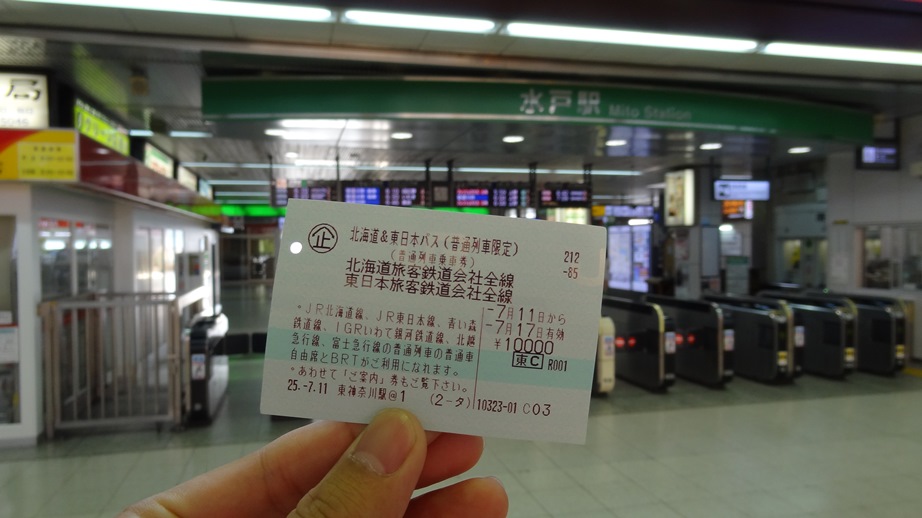 局
水戸駅 Mito Station
企
北海道&東日本パス(普通列車限定)
212
(普通列車乗車券)
-85
北海道旅客鉄道会社全線
東日本旅客鉄道会社全線
-7月11日から
-7月17日有効
¥10000
東C R001
*JR北海道線、JR東日本線、青い森
鉄道線、IGRいわて銀河鉄道線、北越
急行線、富士急行線の普通列車の普通車
自由席とBRTがご利用になれます。
*あわせて「ご案内」券もご覧下さい。
25.-7.11 東神奈川駅@1 (2-タ) 10323-01 C03